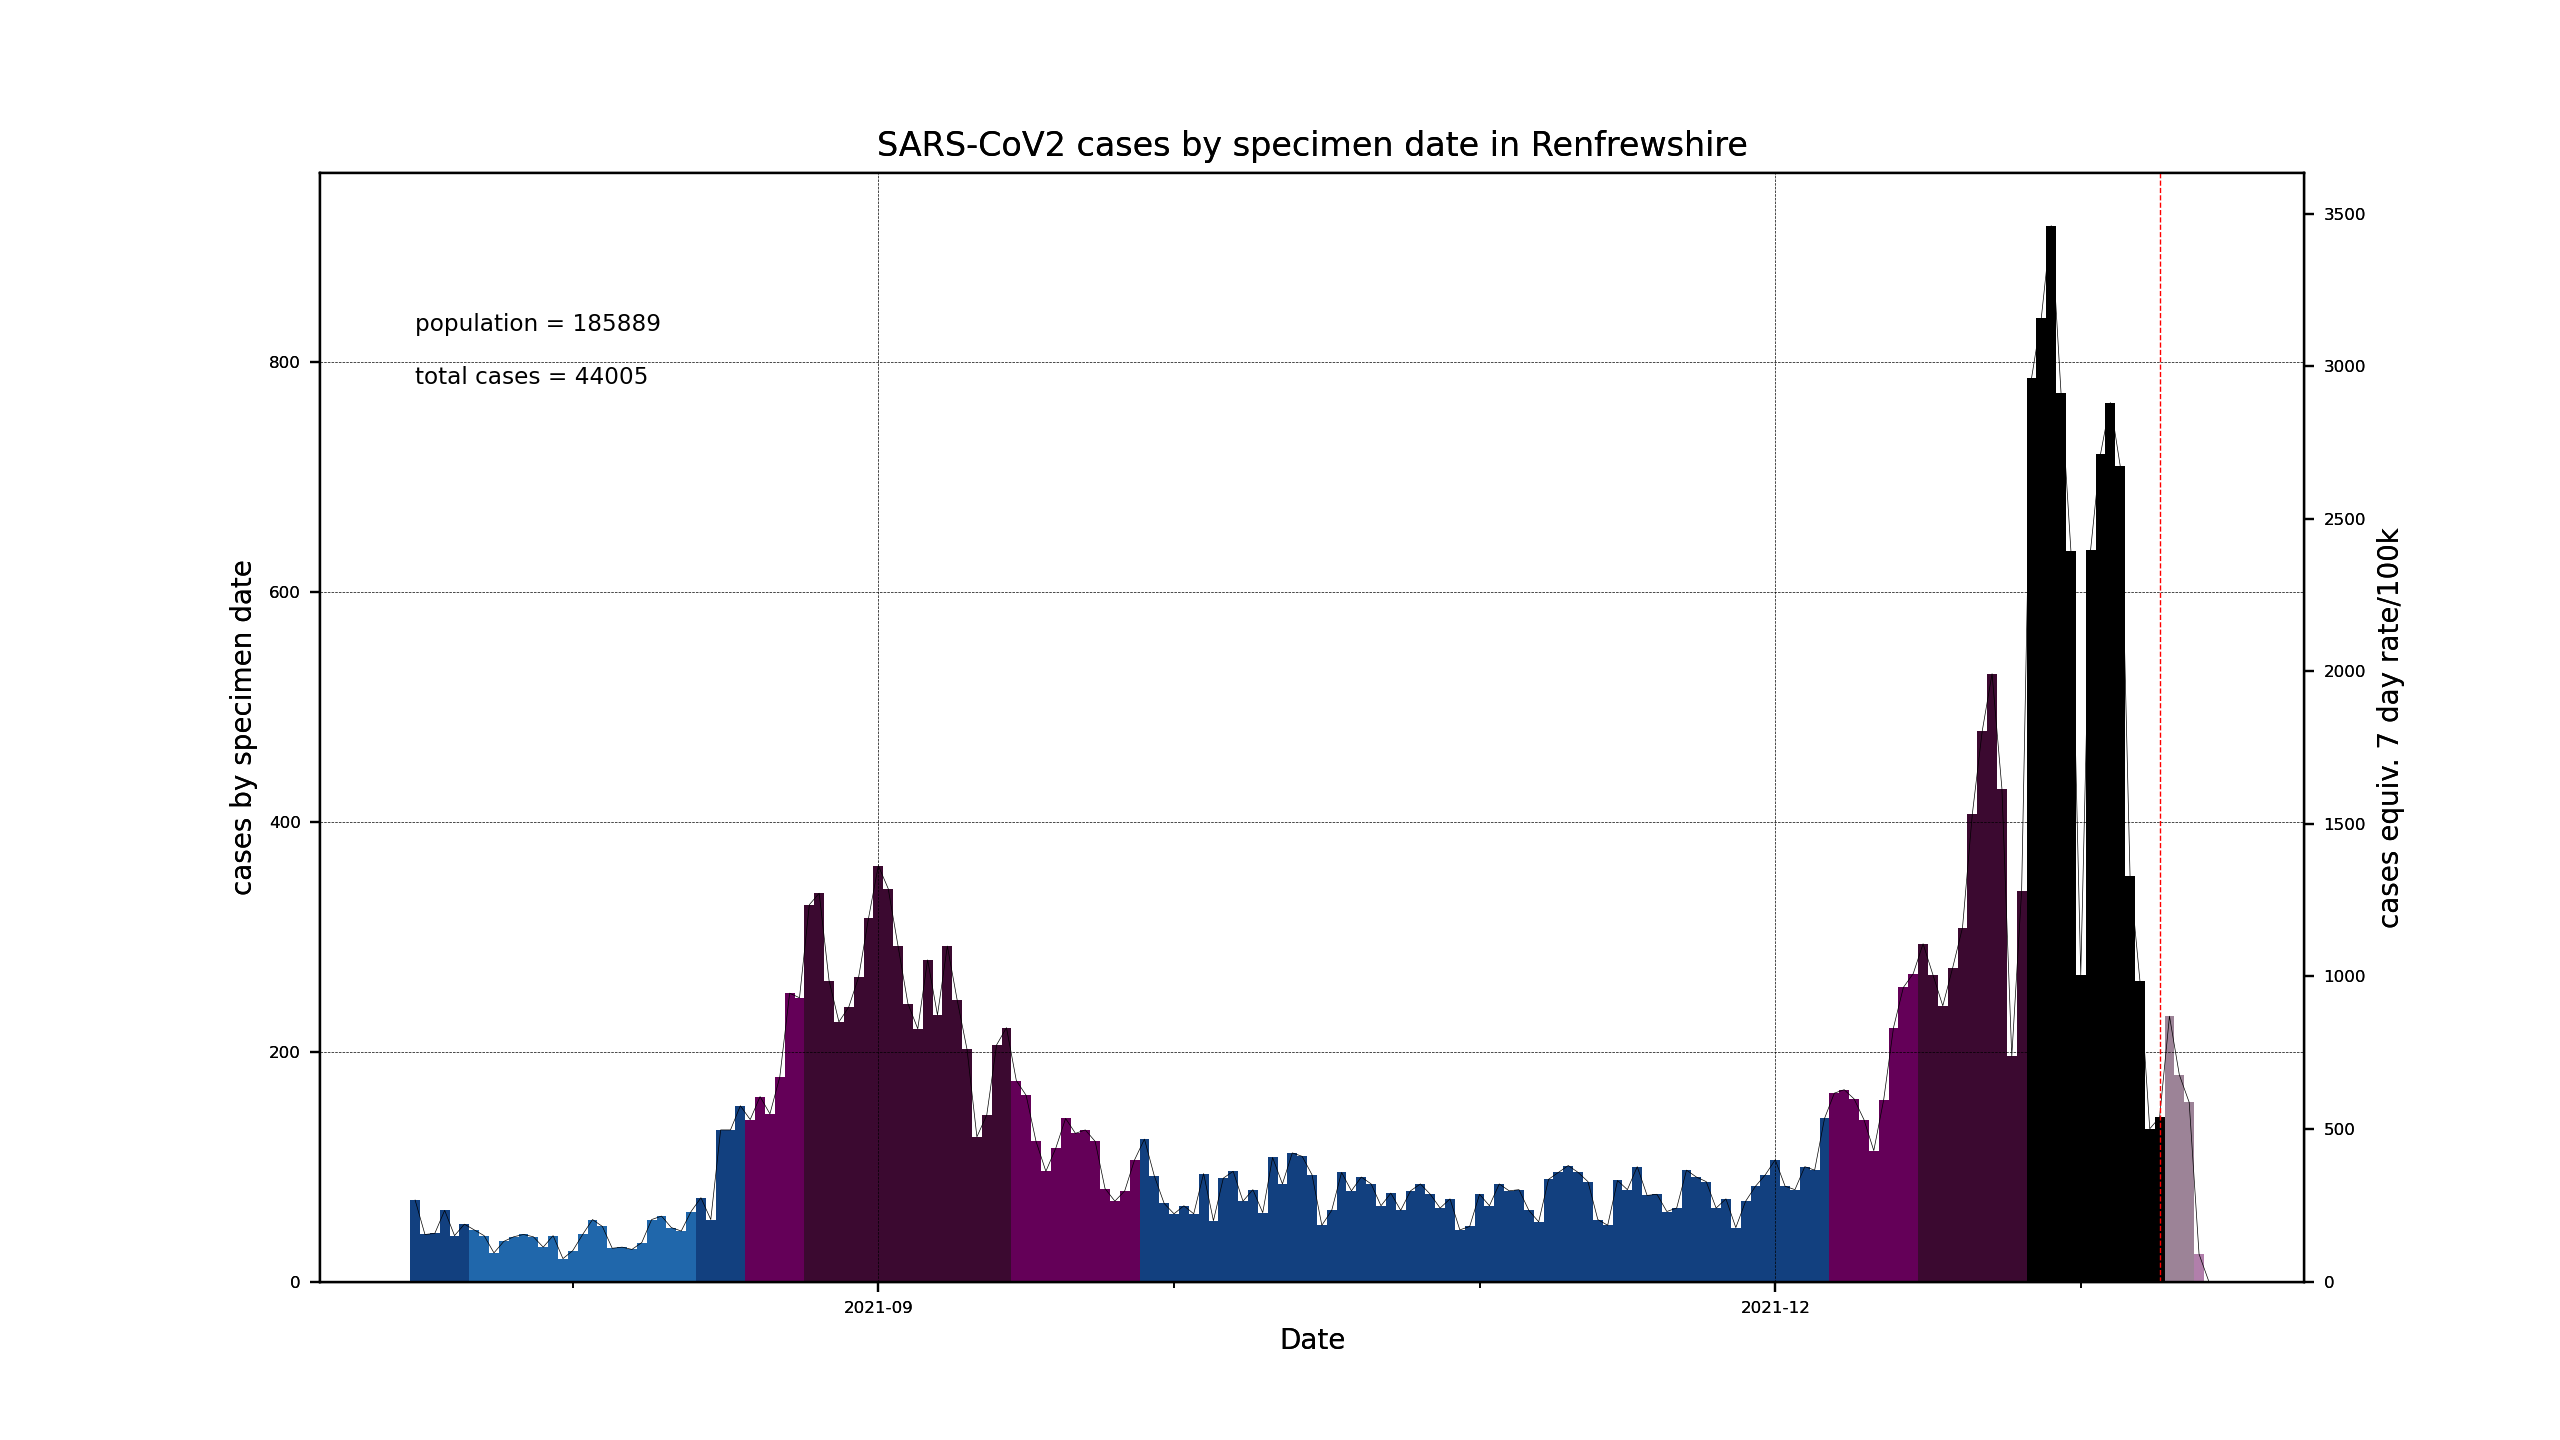 SARS-CoV2 cases by specimen date in Renfrewshire
population = 185889
total cases = 44005
cases by specimen date
800
600
400
200
0
3500
3000
2500
2000
1500
1000
500
0
cases equiv. 7 day rate/100k
2021-09
2021-12
Date